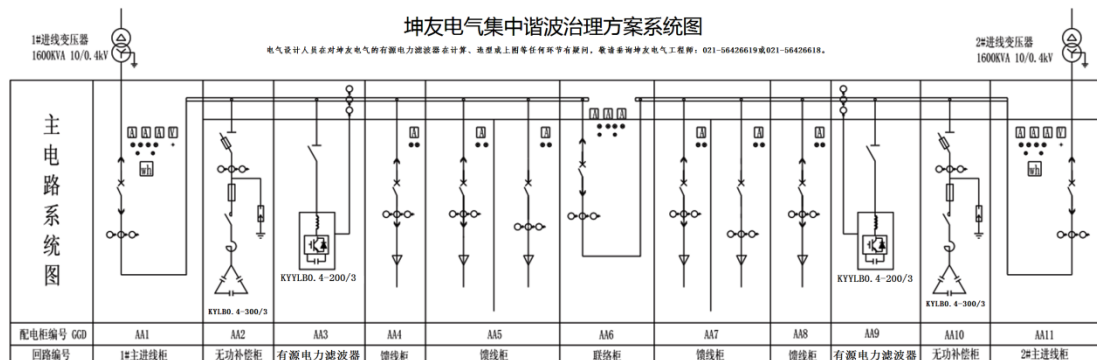 坤友电气集中谐波治理方案系统图
电气设计人员在对坤友电气的有源电力滤波器在计算、选型或上图等任何环节有疑问，敬请垂询坤友电气工程师：021-56426619或021-56426618。
1#进线变压器
1600KVA 10/0.4kV
2#进线变压器
1600KVA 10/0.4kV
主电路系统图
A A A V
wh
A
A
A
A A A
A
A
A
A A A V
wh
KYYLB0.4-200/3
KYLB0.4-300/3
KYYLB0.4-200/3
KYLB0.4-300/3
配电柜编号 GGD AA1 AA2 AA3 AA4 AA5 AA6 AA7 AA8 AA9 AA10 AA11
回路编号 1#主进线柜 无功补偿柜 有源电力滤波器 馈线柜 馈线柜 联络柜 馈线柜 馈线柜 有源电力滤波器 无功补偿柜 2#主进线柜